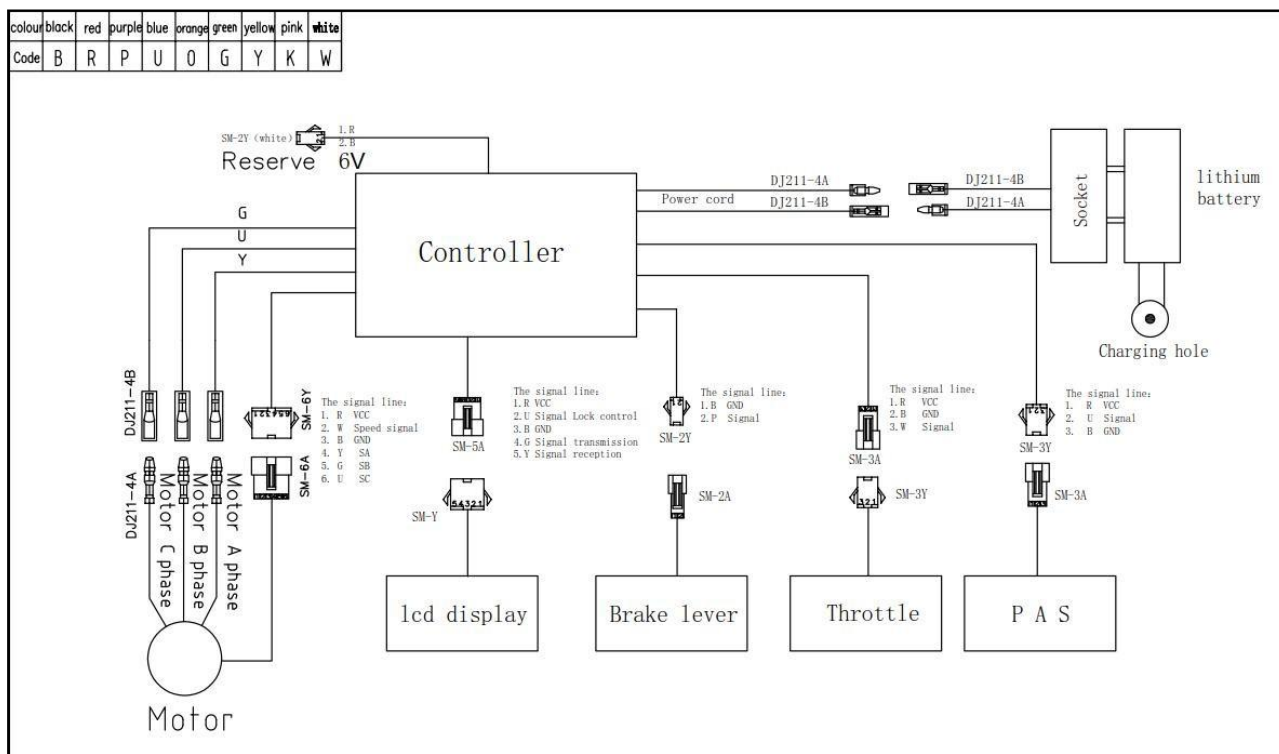 colour black red purple blue orange green yellow pink white
Code B R P U O G Y K W
SM-2Y (white)
2 1
1. R
2. B
Reserve 6V
G
U
Y
Controller
Power cord
DJ211-4A
DJ211-4B
DJ211-4B
DJ211-4A
Socket
lithium
battery
Charging hole
DJ211-4B
DJ211-4A
SM-6Y
SM-6A
The signal line:
1. R VCC
2. W Speed signal
3. B GND
4. Y SA
5. G SB
6. U SC
SM-5A
The signal line:
1. R VCC
2. U Signal Lock control
3. B GND
4. G Signal transmission
5. Y Signal reception
SM-Y
54321
SM-2Y
The signal line:
1. B GND
2. P Signal
SM-2A
The signal line:
1. R VCC
2. B GND
3. W Signal
SM-3A
SM-3Y
321
The signal line:
1. R VCC
2. U Signal
3. B GND
SM-3Y
SM-3A
Motor C phase
Motor B phase
Motor A phase
Motor
lcd display
Brake lever
Throttle
P A S